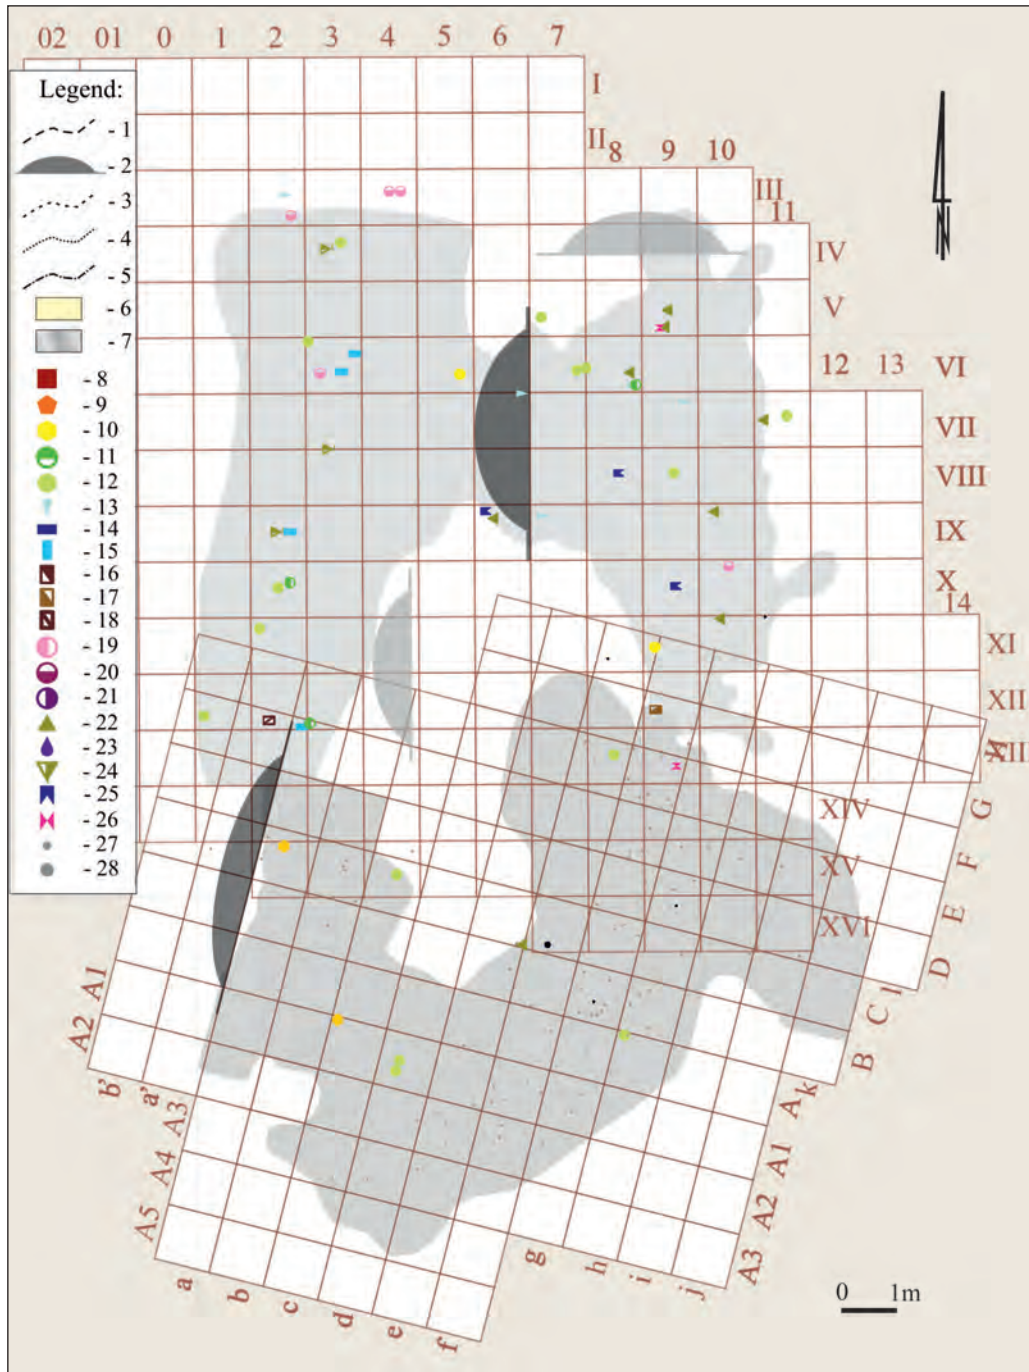 02 01 0 1 2 3 4 5 6 7
I
II
8 9 10
III
11
IV
V
12 13
VI
VII
VIII
IX
X
14
XI
XII
XIII
XIV
XV
XVI
Legend:
- 1
- 2
- 3
- 4
- 5
- 6
- 7
- 8
- 9
- 10
- 11
- 12
- 13
- 14
- 15
- 16
- 17
- 18
- 19
- 20
- 21
- 22
- 23
- 24
- 25
- 26
- 27
- 28
N
G
F
E
D
C
B
A
A1
A2
A3
l
k
j
i
h
g
A1
A2
A3
A4
A5
b' a'
a b c d e f
0 1m